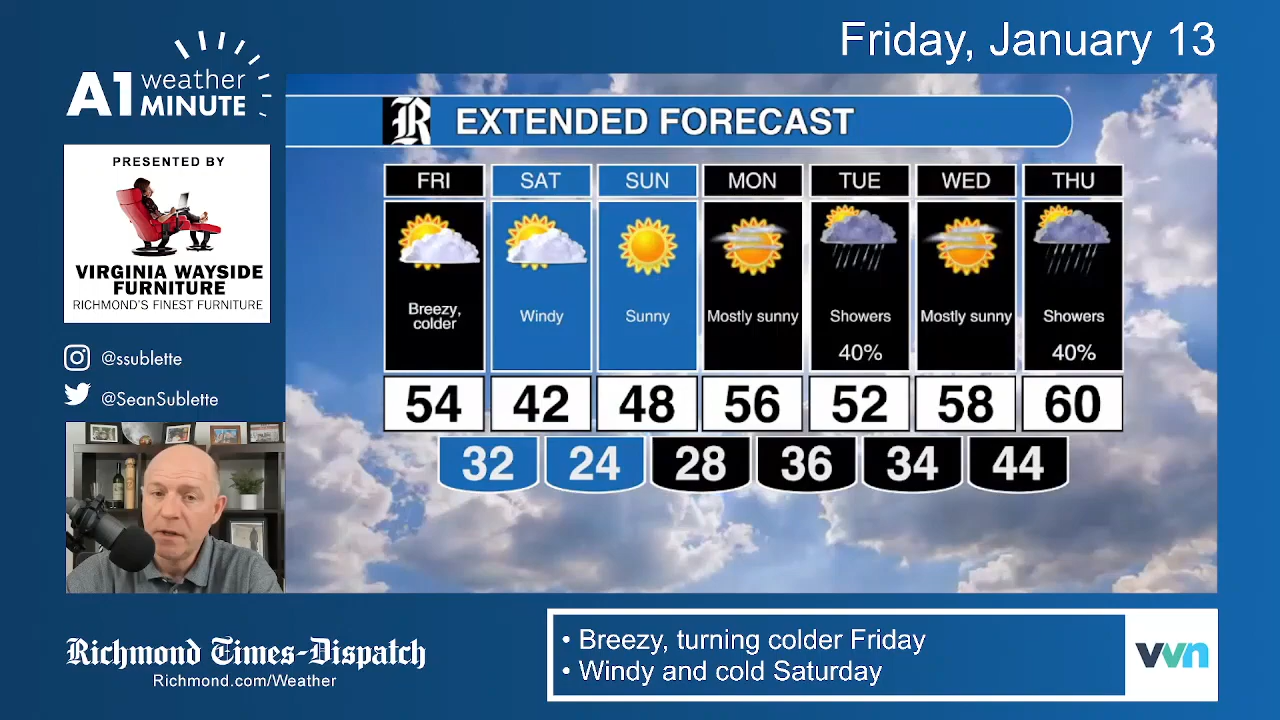 Friday, January 13
A1 weather
MINUTE
PRESENTED BY
VIRGINIA WAYSIDE
FURNITURE
RICHMOND'S FINEST FURNITURE
@ssublette
@SeanSublette
R EXTENDED FORECAST
FRI SAT SUN MON TUE WED THU
Breezy,
colder
Windy
Sunny
Mostly sunny
Showers
40%
Mostly sunny
Showers
40%
54 42 48 56 52 58 60
32 24 28 36 34 44
Richmond Times-Dispatch
Richmond.com/Weather
• Breezy, turning colder Friday
• Windy and cold Saturday
vvn